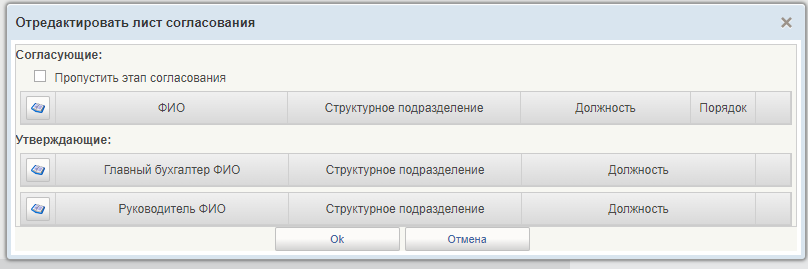 Отредактировать лист согласования
Согласующие:
Пропустить этап согласования
ФИО Структурное подразделение Должность Порядок
Утверждающие:
Главный бухгалтер ФИО Структурное подразделение Должность
Руководитель ФИО Структурное подразделение Должность
Ok Отмена